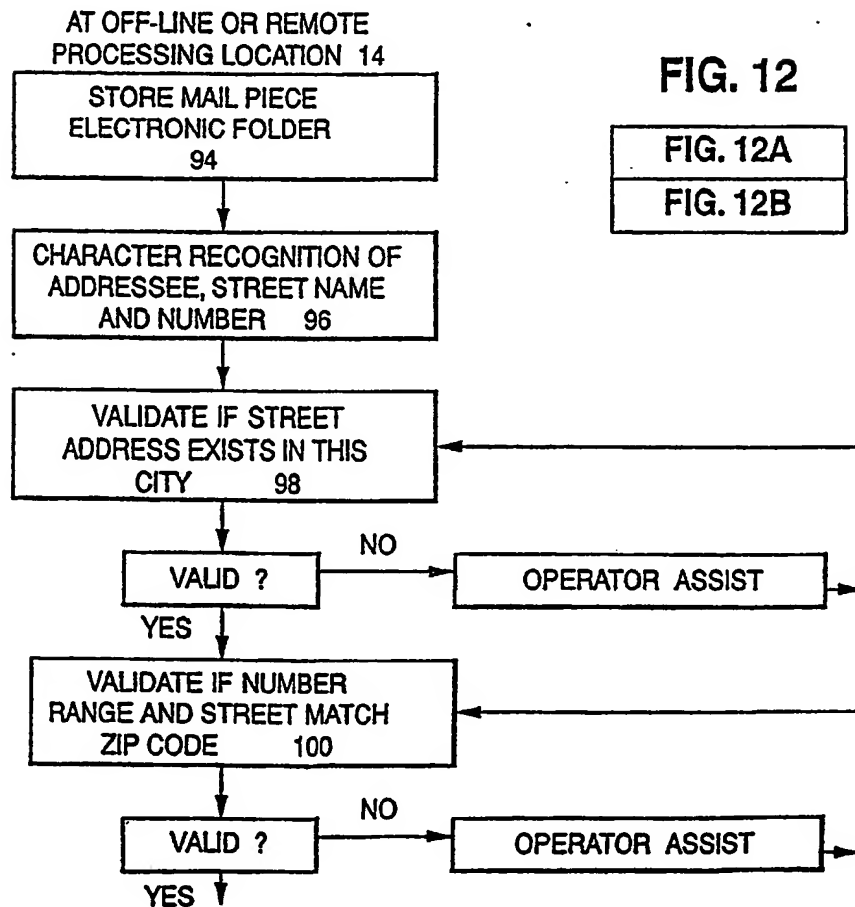 AT OFF-LINE OR REMOTE
PROCESSING LOCATION 14
STORE MAIL PIECE
ELECTRONIC FOLDER
94
FIG. 12
FIG. 12A
FIG. 12B
CHARACTER RECOGNITION OF
ADDRESSEE, STREET NAME
AND NUMBER 96
VALIDATE IF STREET
ADDRESS EXISTS IN THIS
CITY 98
VALID ?
NO
OPERATOR ASSIST
YES
VALIDATE IF NUMBER
RANGE AND STREET MATCH
ZIP CODE 100
VALID ?
NO
OPERATOR ASSIST
YES